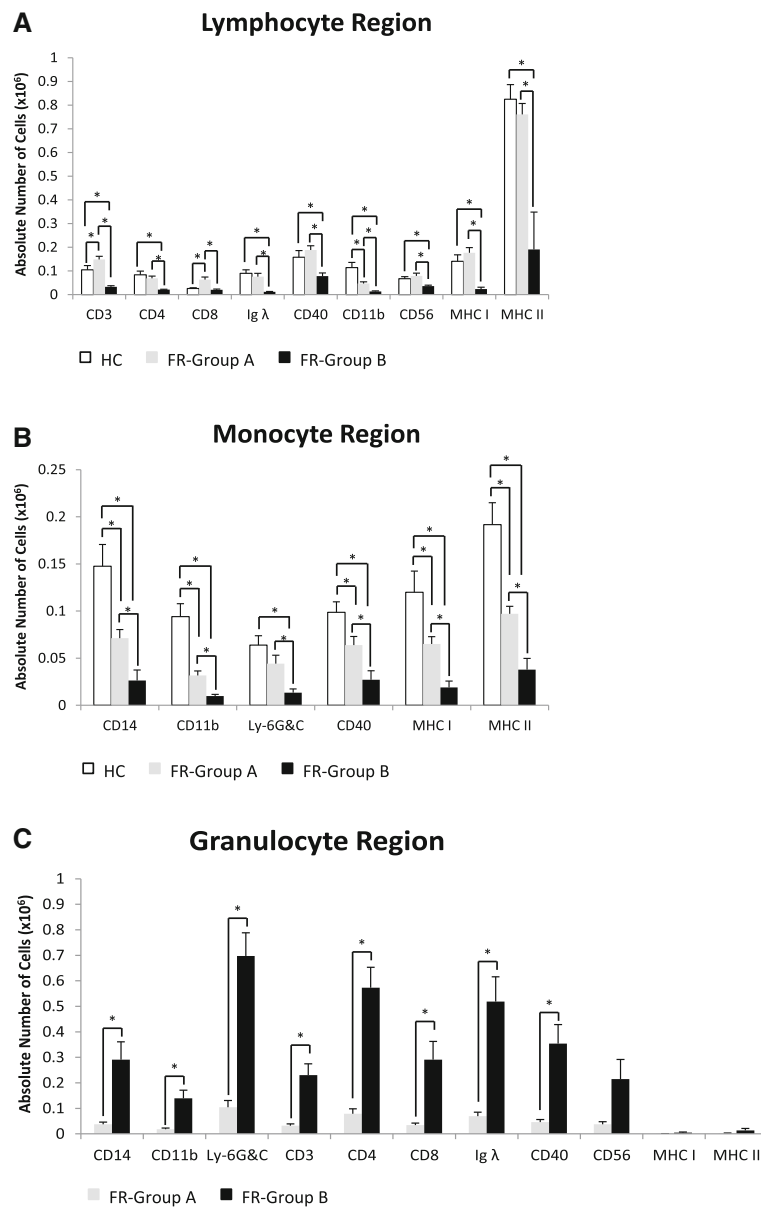 A
Lymphocyte Region
Absolute Number of Cells (x10⁶)
1
0.9
0.8
0.7
0.6
0.5
0.4
0.3
0.2
0.1
0
* * * * * * * * * * * * * * * * * * * * *
CD3 CD4 CD8 Ig λ CD40 CD11b CD56 MHC I MHC II
HC FR-Group A FR-Group B
B
Monocyte Region
Absolute Number of Cells (x10⁶)
0.25
0.2
0.15
0.1
0.05
0
* * * * * * * * * * * * * * * * *
CD14 CD11b Ly-6G&C CD40 MHC I MHC II
HC FR-Group A FR-Group B
C
Granulocyte Region
Absolute Number of Cells (x10⁶)
1
0.9
0.8
0.7
0.6
0.5
0.4
0.3
0.2
0.1
0
* * * * * * * *
CD14 CD11b Ly-6G&C CD3 CD4 CD8 Ig λ CD40 CD56 MHC I MHC II
FR-Group A FR-Group B